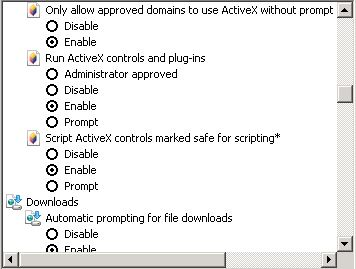 Only allow approved domains to use ActiveX without prompt
Disable
Enable
Run ActiveX controls and plug-ins
Administrator approved
Disable
Enable
Prompt
Script ActiveX controls marked safe for scripting*
Disable
Enable
Prompt
Downloads
Automatic prompting for file downloads
Disable
Enable